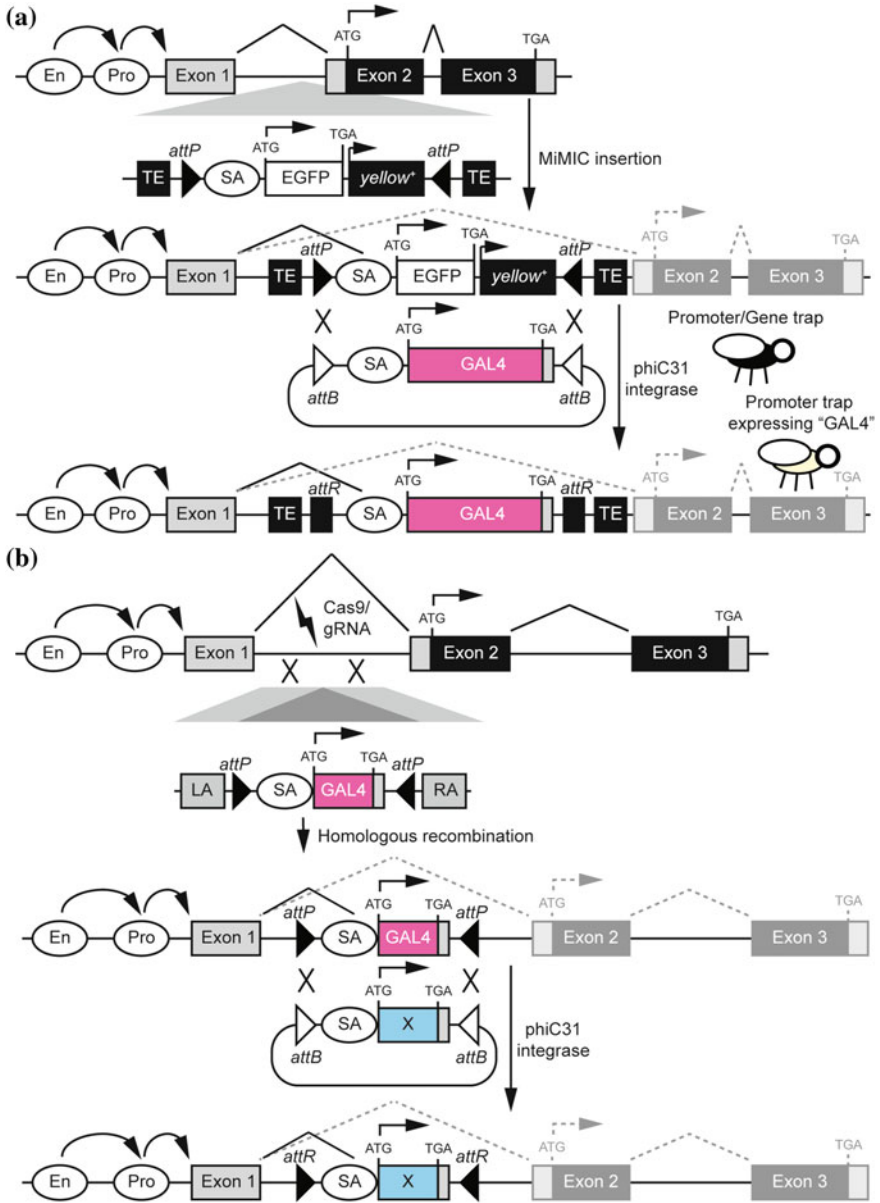 (a)
ATG
TGA
En Pro Exon 1 Exon 2 Exon 3
ATG TGA
attP attP
MiMIC insertion
TE SA EGFP yellow+ TE
ATG TGA ATG TGA
attP attP
En Pro Exon 1 TE SA EGFP yellow+ TE Exon 2 Exon 3
ATG TGA
Promoter/Gene trap
X X
SA GAL4
phiC31
integrase
attB attB
Promoter trap
expressing "GAL4"
ATG TGA ATG TGA
attR attR
En Pro Exon 1 TE SA GAL4 TE Exon 2 Exon 3
(b)
Cas9/
gRNA
ATG TGA
En Pro Exon 1 Exon 2 Exon 3
X X
ATG TGA
attP attP
LA SA GAL4 RA
Homologous recombination
ATG TGA ATG TGA
attP attP
En Pro Exon 1 SA GAL4 Exon 2 Exon 3
X X
ATG TGA
SA X
attB attB
phiC31
integrase
ATG TGA ATG TGA
attR attP
En Pro Exon 1 SA X Exon 2 Exon 3